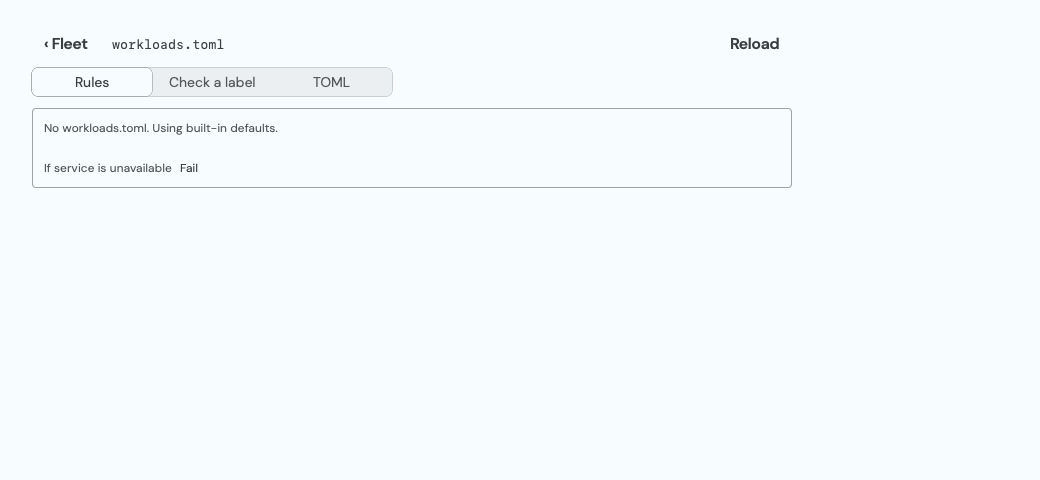 ‹ Fleet workloads.toml Reload
Rules Check a label TOML
No workloads.toml. Using built-in defaults.
If service is unavailable Fail